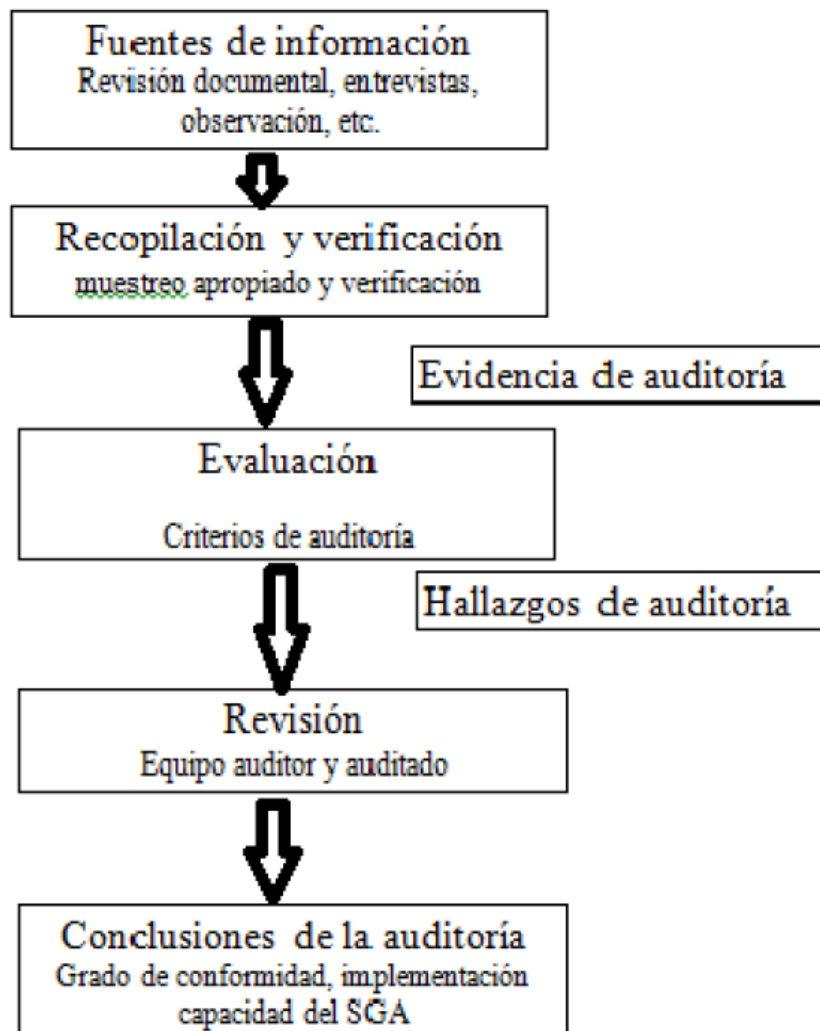 Fuentes de información
Revisión documental, entrevistas,
observación, etc.
Recopilación y verificación
muestreo apropiado y verificación
Evidencia de auditoría
Evaluación
Criterios de auditoría
Hallazgos de auditoría
Revisión
Equipo auditor y auditado
Conclusiones de la auditoría
Grado de conformidad, implementación
capacidad del SGA